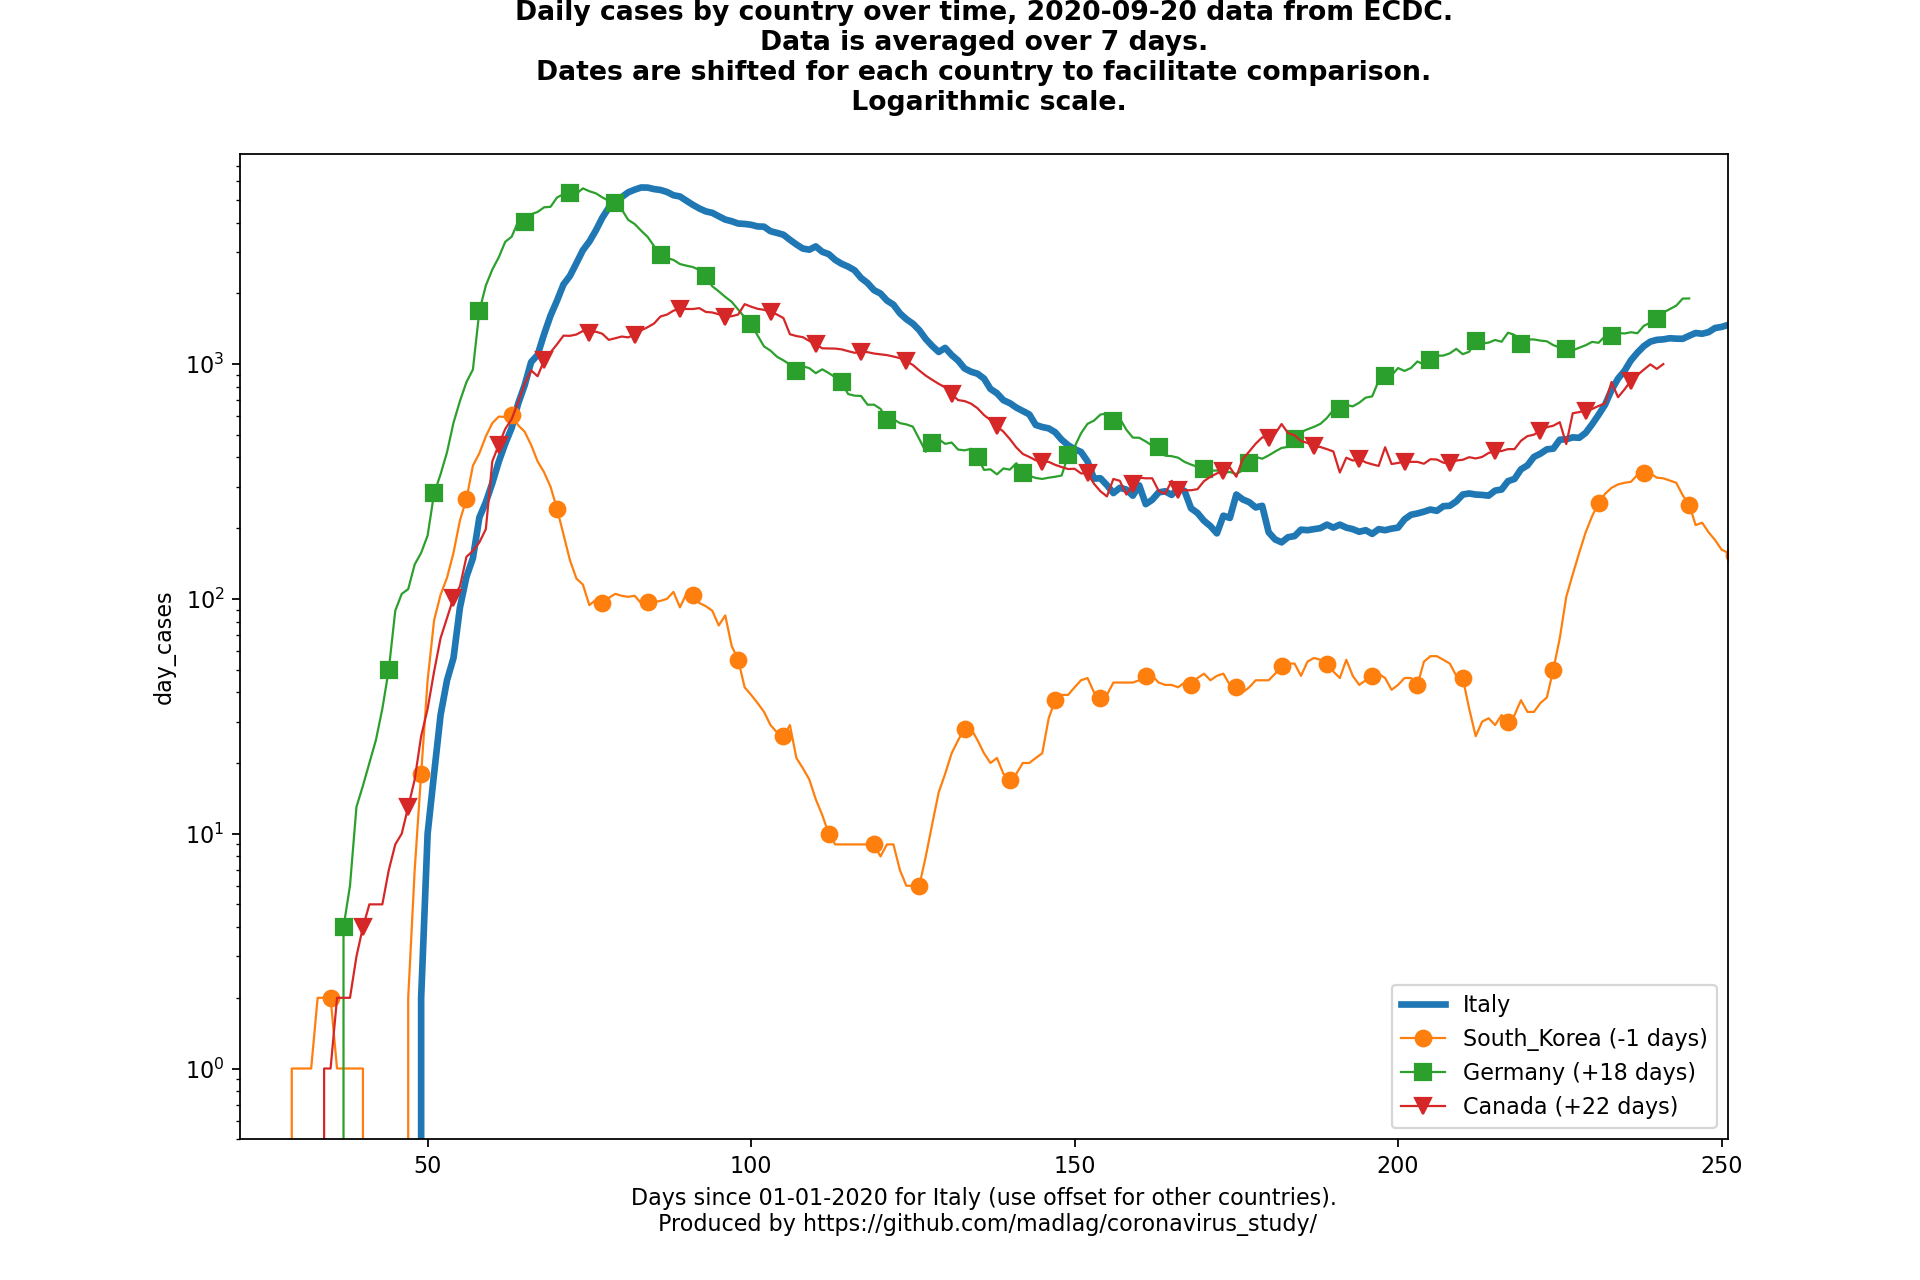 Daily cases by country over time, 2020-09-20 data from ECDC.
Data is averaged over 7 days.
Dates are shifted for each country to facilitate comparison.
Logarithmic scale.
day_cases
10³
10²
10¹
10⁰
Italy
South_Korea (-1 days)
Germany (+18 days)
Canada (+22 days)
50
100
150
200
250
Days since 01-01-2020 for Italy (use offset for other countries).
Produced by https://github.com/madlag/coronavirus_study/